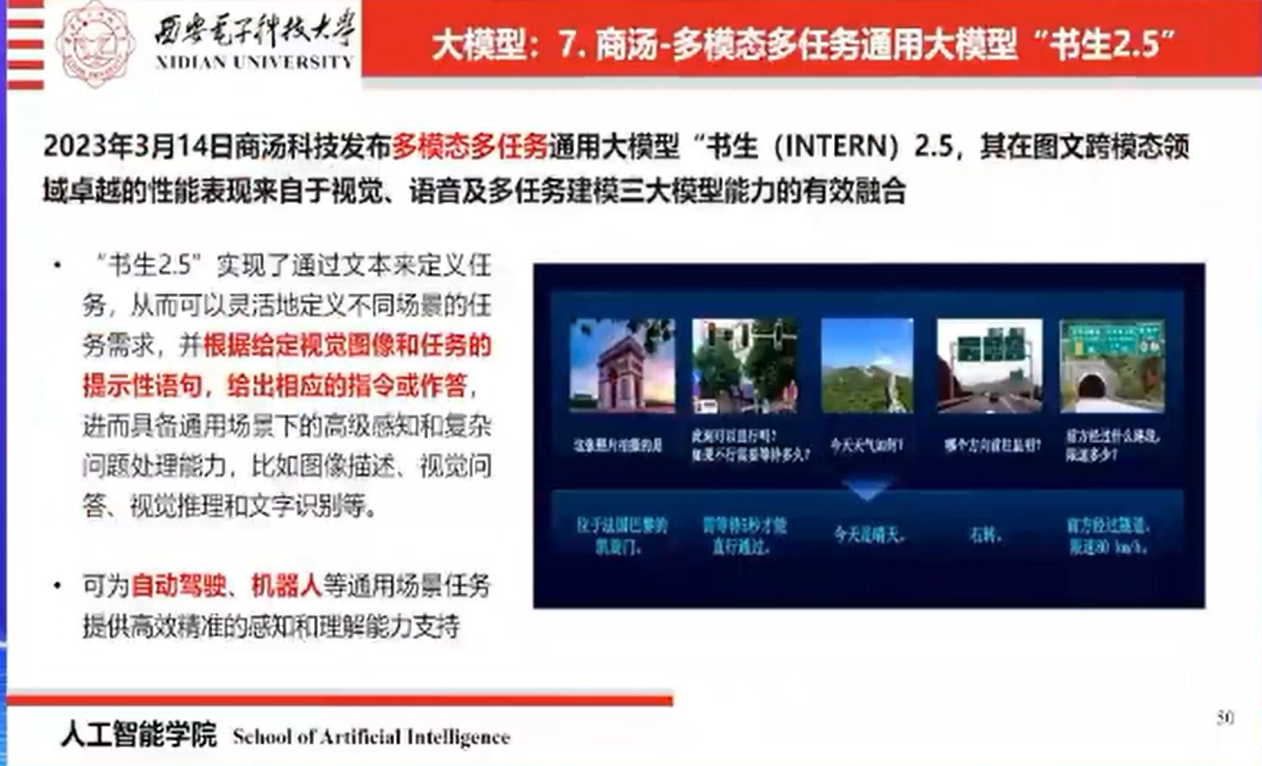 西安电子科技大学
XIDIAN UNIVERSITY
大模型：7. 商汤-多模态多任务通用大模型“书生2.5”
2023年3月14日商汤科技发布多模态多任务通用大模型“书生（INTERN）2.5，其在图文跨模态领
域卓越的性能表现来自于视觉、语音及多任务建模三大模型能力的有效融合
• “书生2.5”实现了通过文本来定义任
务，从而可以灵活地定义不同场景的任
务需求，并根据给定视觉图像和任务的
提示性语句，给出相应的指令或作答，
进而具备通用场景下的高级感知和复杂
问题处理能力，比如图像描述、视觉问
答、视觉推理和文字识别等。
• 可为自动驾驶、机器人等通用场景任务
提供高效精准的感知和理解能力支持
这张照片拍摄的是
此刻可以直行吗？
如果不行需要等待多久？
今天天气如何？
哪个方向前往昆明？
前方经过什么路段，
限速多少？
位于法国巴黎的
凯旋门。
需等待5秒才能
直行通过。
今天是晴天。
右转。
前方经过隧道，
限速80 km/h。
人工智能学院 School of Artificial Intelligence
50